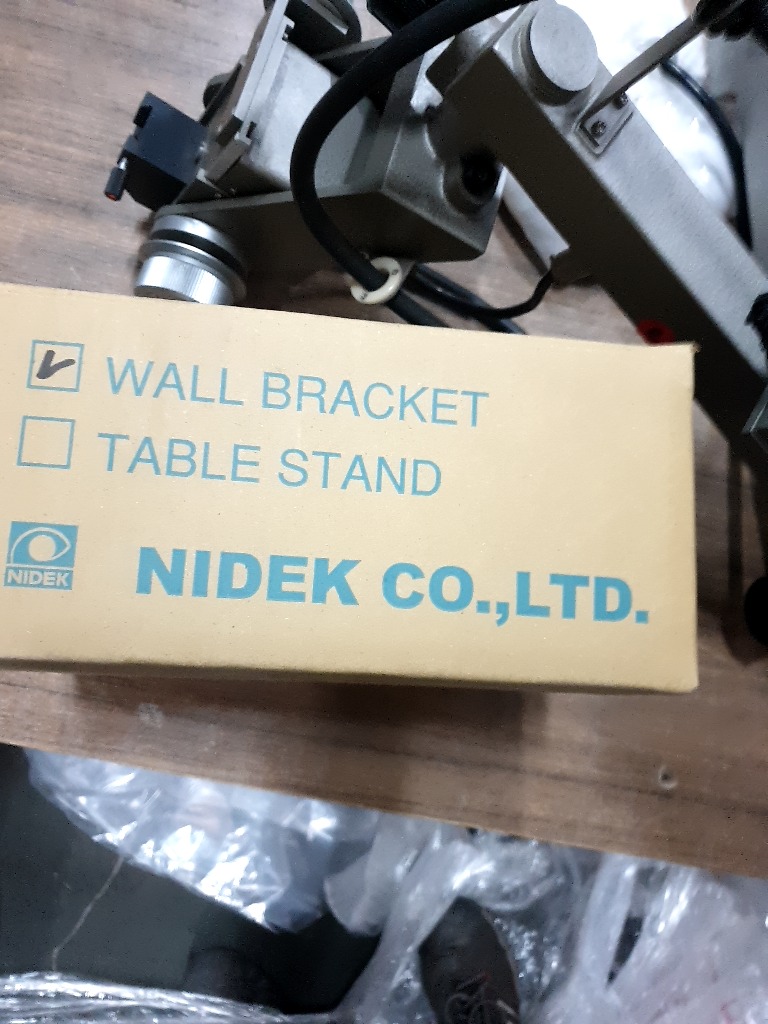 WALL BRACKET
TABLE STAND
NIDEK
NIDEK CO.,LTD.